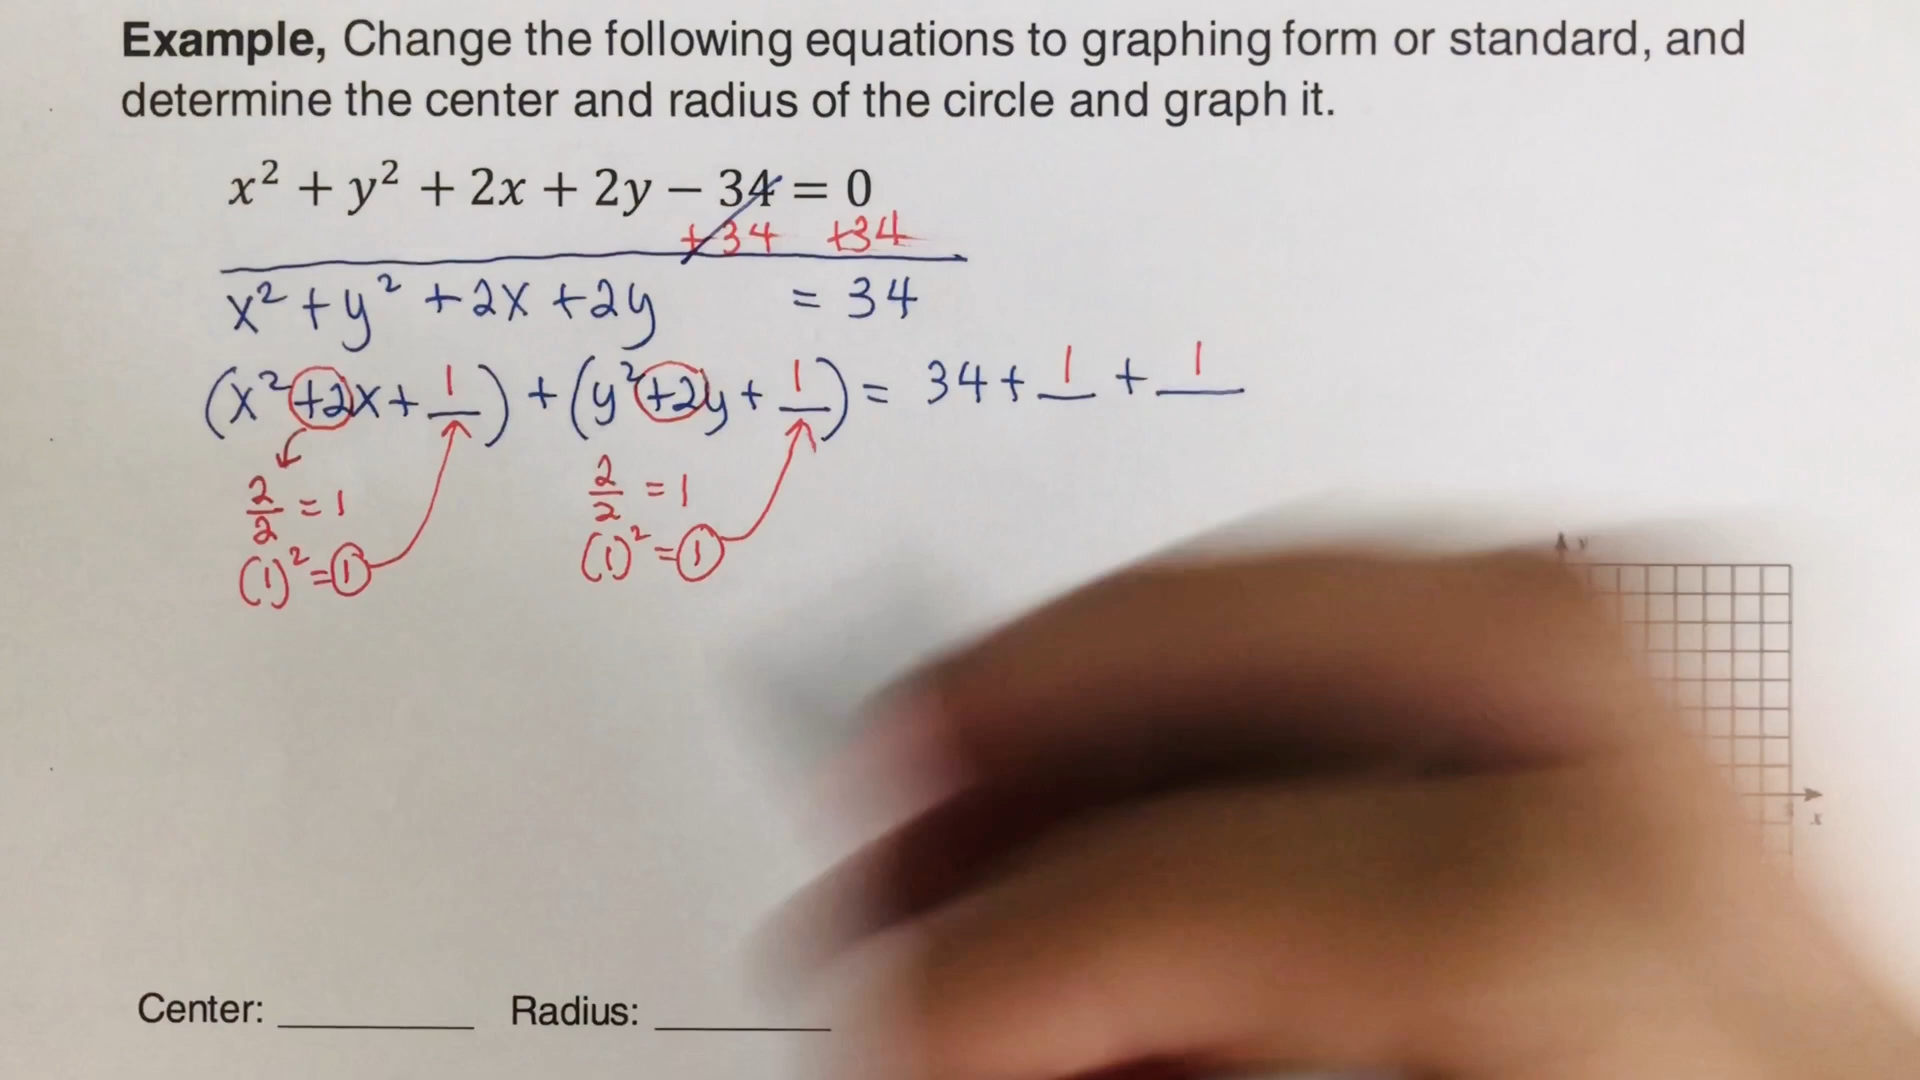 Example, Change the following equations to graphing form or standard, and
determine the center and radius of the circle and graph it.
x² + y² + 2x + 2y − 34 = 0
+34 +34
x² + y² + 2x + 2y = 34
(x² + 2x + 1) + (y² + 2y + 1) = 34 + 1 + 1
2/2 = 1 2/2 = 1
(1)² = 1 (1)² = 1
y
x
Center: ________ Radius: ________